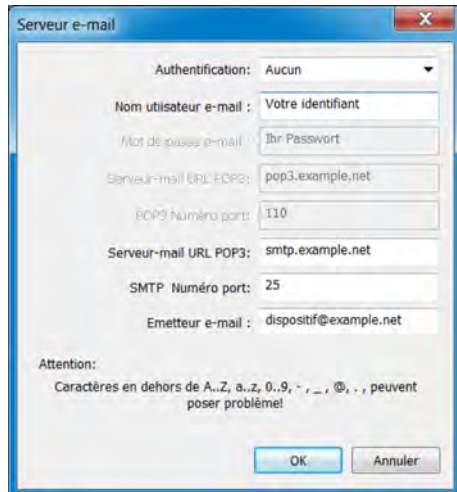 Serveur e-mail
Authentification: Aucun
Nom utiisateur e-mail : Votre identifiant
Mot de passe e-mail : Ihr Passwort
Serveur-mail URL POP3: pop3.example.net
POP3 Numéro port: 110
Serveur-mail URL POP3: smtp.example.net
SMTP Numéro port: 25
Emetteur e-mail : dispositif@example.net
Attention:
Caractères en dehors de A..Z, a..z, 0..9, - , _ , @, . , peuvent
poser problème!
OK Annuler